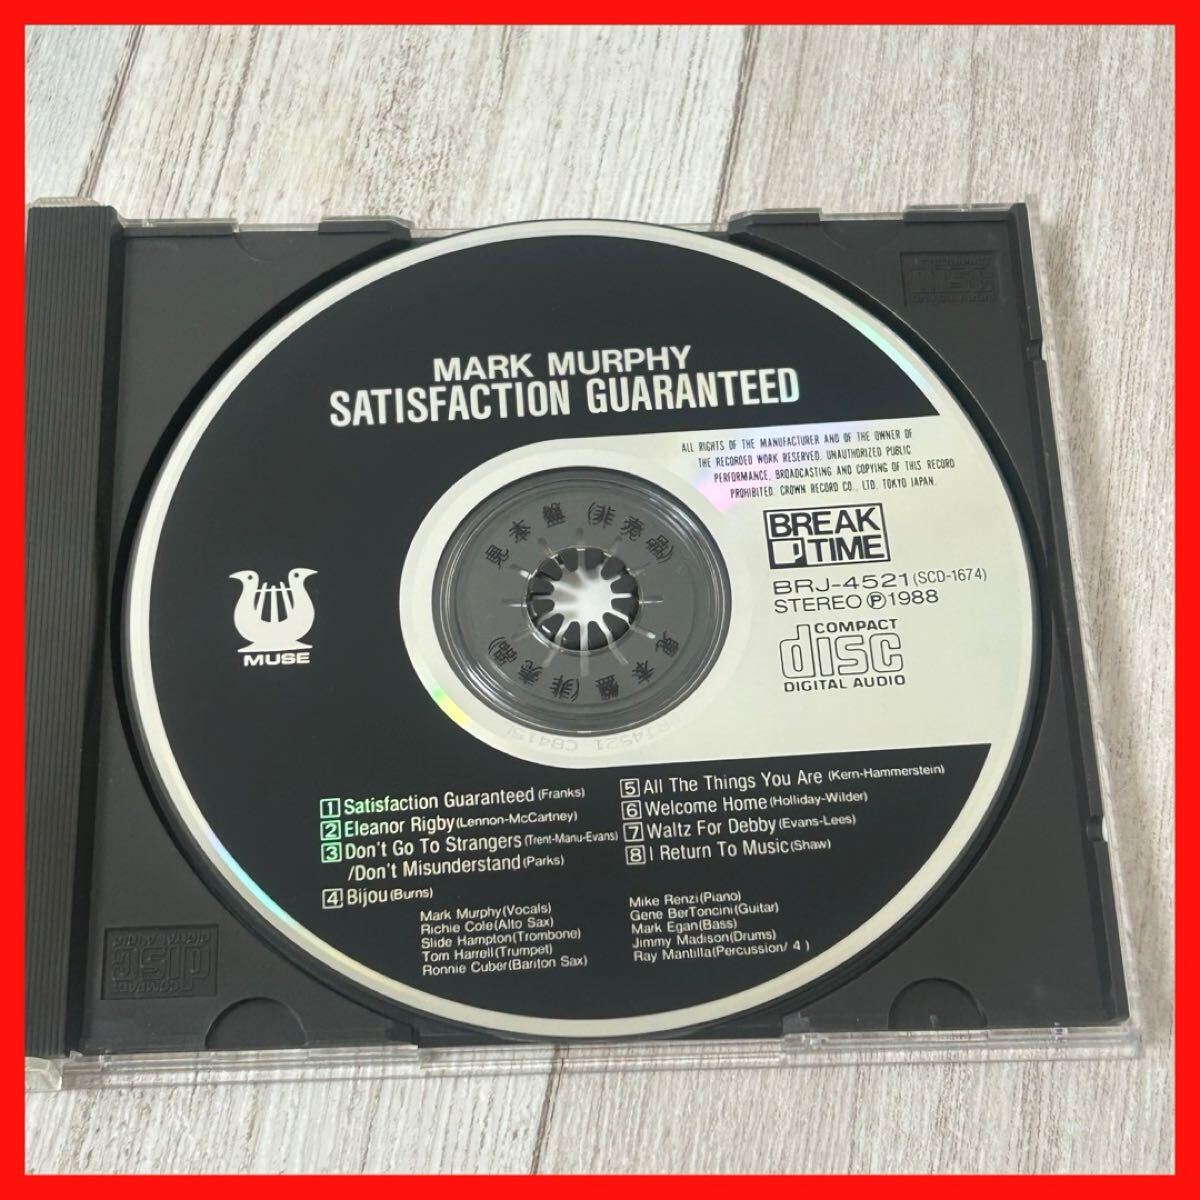 MARK MURPHY
SATISFACTION GUARANTEED
ALL RIGHTS OF THE MANUFACTURER AND OF THE OWNER OF
THE RECORDED WORK RESERVED. UNAUTHORIZED PUBLIC
PERFORMANCE, BROADCASTING AND COPYING OF THIS RECORD
PROHIBITED. CROWN RECORD CO., LTD. TOKYO JAPAN.
BREAK
TIME
BRJ-4521(SCD-1674)
STEREO Ⓟ1988
COMPACT
disc
DIGITAL AUDIO
MUSE
見本盤 (非売品)
見本盤 (非売品)
1 Satisfaction Guaranteed(Franks)
2 Eleanor Rigby(Lennon-McCartney)
3 Don't Go To Strangers(Trent-Manu-Evans)
/Don't Misunderstand(Parks)
4 Bijou(Burns)
5 All The Things You Are (Kern-Hammerstein)
6 Welcome Home(Holliday-Wilder)
7 Waltz For Debby(Evans-Lees)
8 I Return To Music(Shaw)
Mark Murphy(Vocals)
Richie Cole(Alto Sax)
Slide Hampton(Trombone)
Tom Harrell(Trumpet)
Ronnie Cuber(Bariton Sax)
Mike Renzi(Piano)
Gene BerToncini(Guitar)
Mark Egan(Bass)
Jimmy Madison(Drums)
Ray Mantilla(Percussion/ 4 )
COMPACT
disc
DIGITAL AUDIO